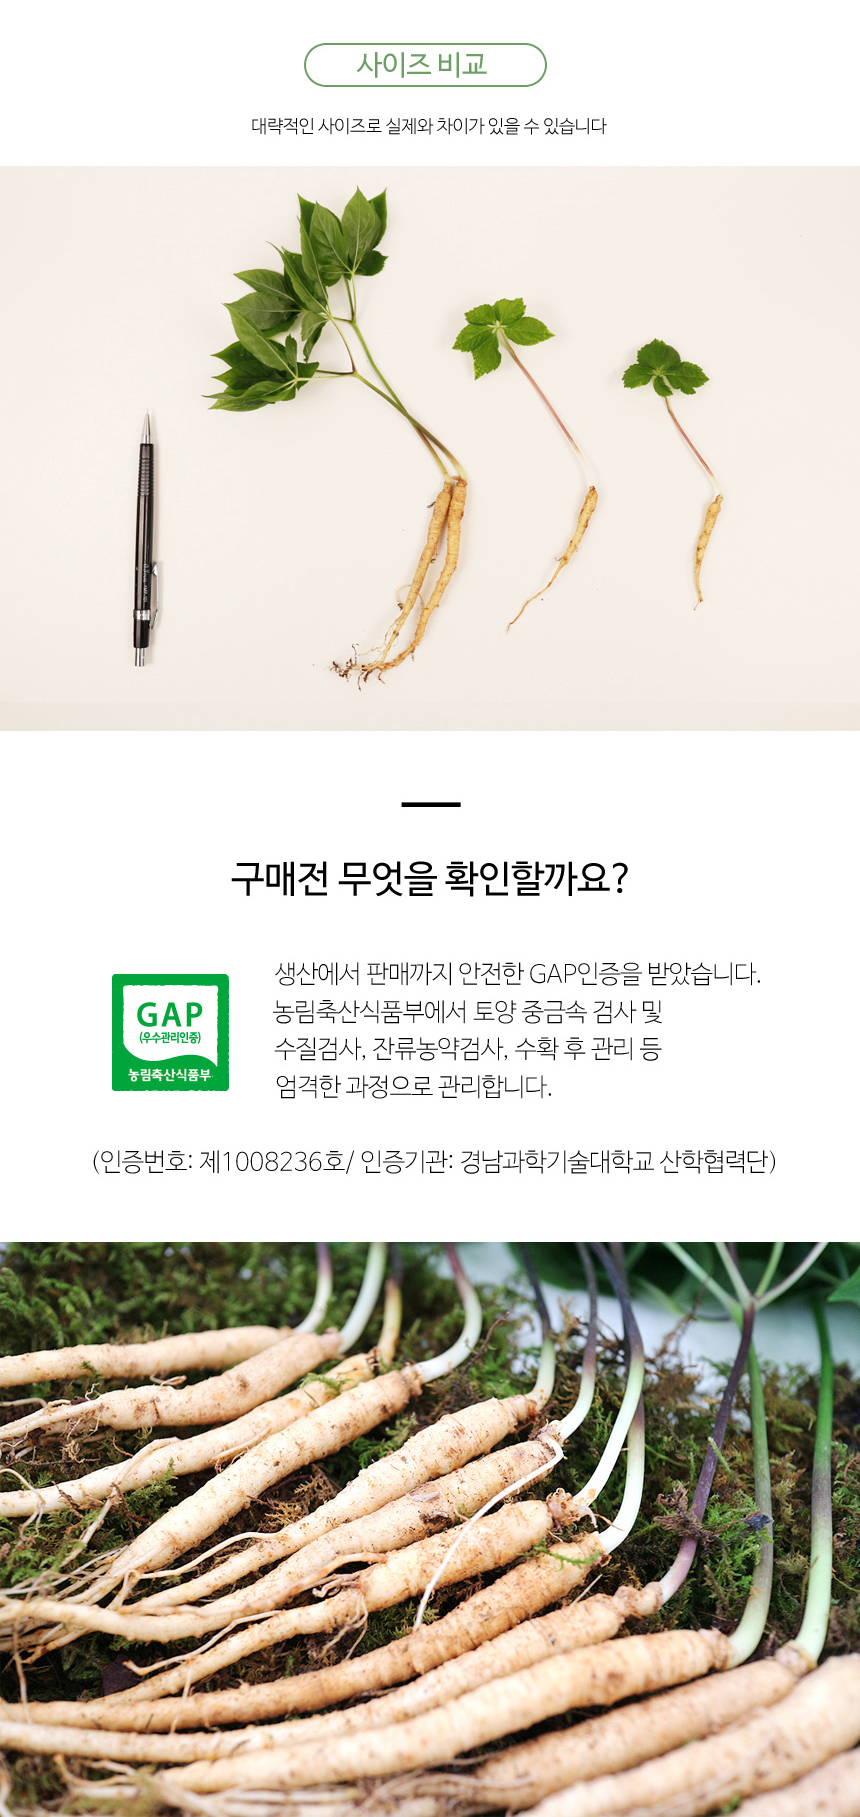 사이즈 비교
대략적인 사이즈로 실제와 차이가 있을 수 있습니다
구매전 무엇을 확인할까요?
생산에서 판매까지 안전한 GAP인증을 받았습니다.
농림축산식품부에서 토양 중금속 검사 및
수질검사, 잔류농약검사, 수확 후 관리 등
엄격한 과정으로 관리합니다.
GAP
(우수관리인증)
농림축산식품부
(인증번호: 제1008236호/ 인증기관: 경남과학기술대학교 산학협력단)